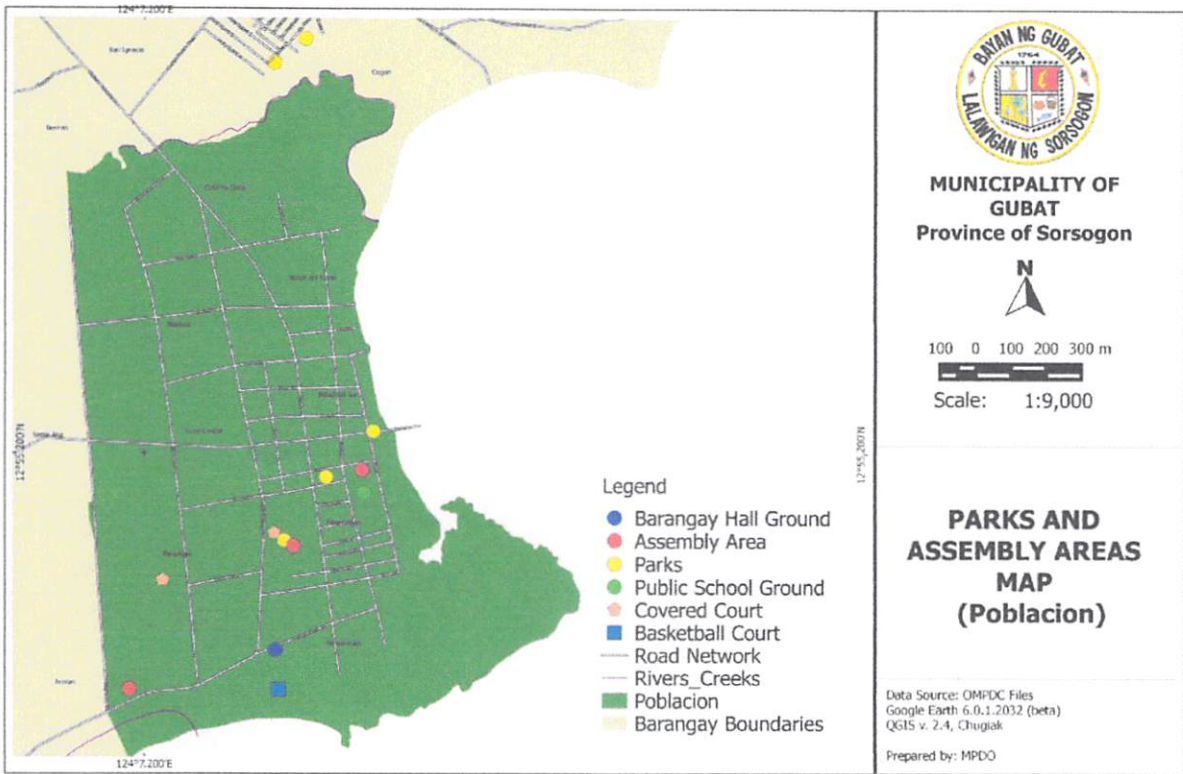 124°7.200'E
San Ignacio
Cogon
12°55.200'N
12°55.200'N
Legend
Barangay Hall Ground
Assembly Area
Parks
Public School Ground
Covered Court
Basketball Court
Road Network
Rivers_Creeks
Poblacion
Barangay Boundaries
124°7.200'E
BAYAN NG GUBAT
1764
LALAWIGAN NG SORSOGON
MUNICIPALITY OF
GUBAT
Province of Sorsogon
N
100 0 100 200 300 m
Scale: 1:9,000
PARKS AND
ASSEMBLY AREAS
MAP
(Poblacion)
Data Source: OMPDC Files
Google Earth 6.0.1.2032 (beta)
QGIS v. 2.4, Chugiak
Prepared by: MPDO